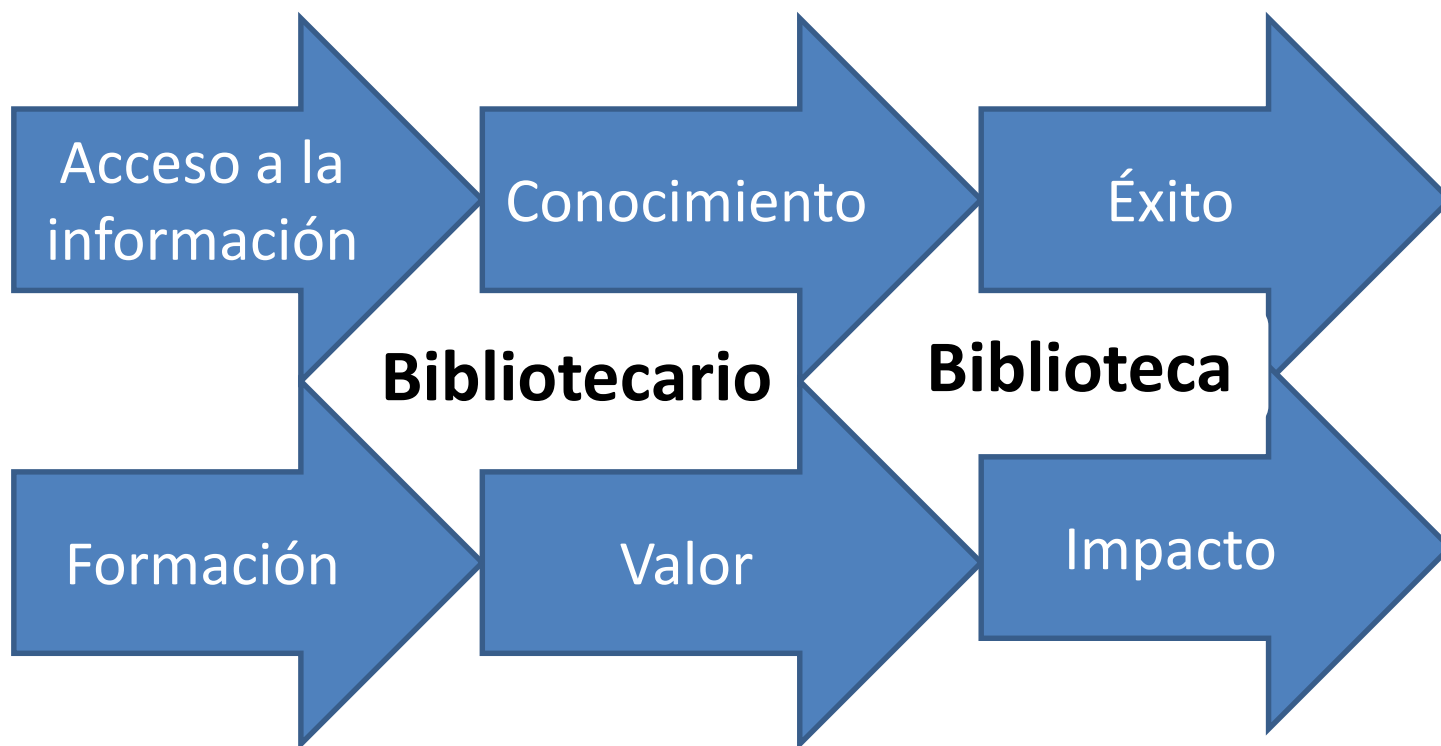 Acceso a la
información
Conocimiento
Éxito
Bibliotecario
Biblioteca
Formación
Valor
Impacto